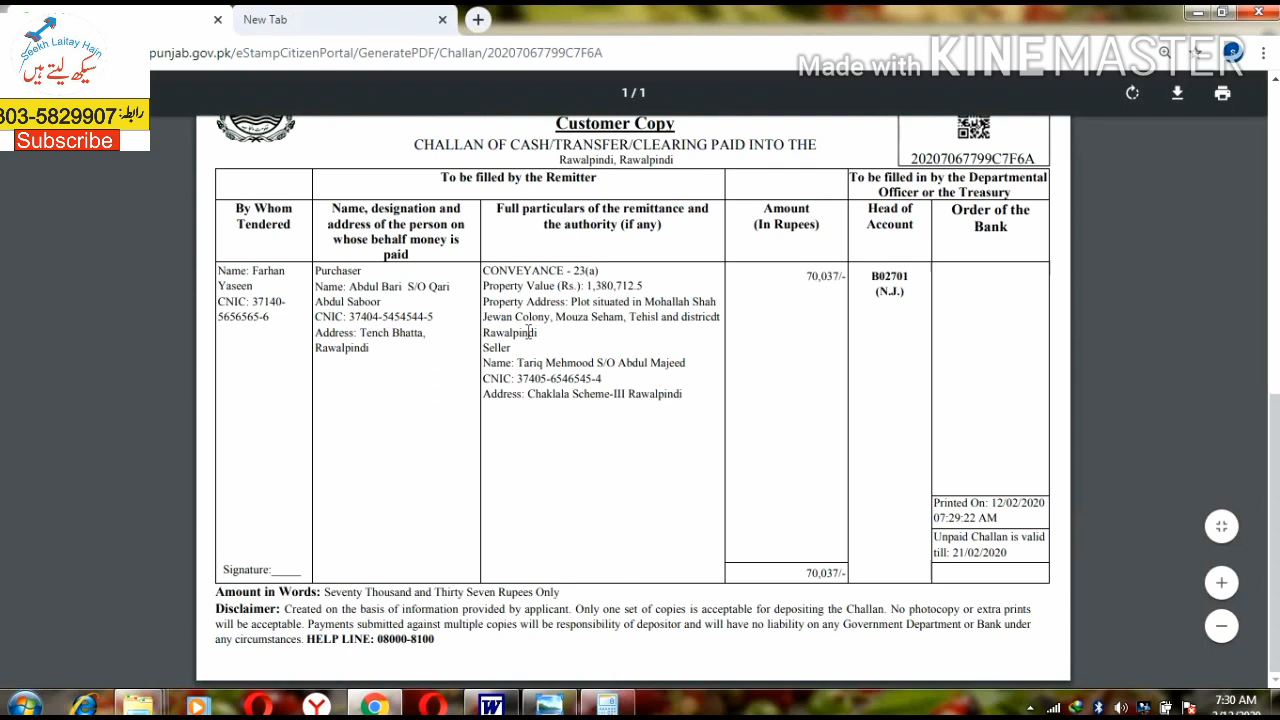 New Tab
Seekh Laitay Hain
سیکھ لیتے ہیں
رابطہ: 0303-5829907
Subscribe
punjab.gov.pk/eStampCitizenPortal/GeneratePDF/Challan/20207067799C7F6A
Made with KINEMASTER
1 / 1
Customer Copy
CHALLAN OF CASH/TRANSFER/CLEARING PAID INTO THE
Rawalpindi, Rawalpindi
20207067799C7F6A
To be filled by the Remitter
To be filled in by the Departmental
Officer or the Treasury
By Whom
Tendered
Name, designation and
address of the person on
whose behalf money is
paid
Full particulars of the remittance and
the authority (if any)
Amount
(In Rupees)
Head of
Account
Order of the
Bank
Name: Farhan
Yaseen
CNIC: 37140-
5656565-6
Purchaser
Name: Abdul Bari S/O Qari
Abdul Saboor
CNIC: 37404-5454544-5
Address: Tench Bhatta,
Rawalpindi
CONVEYANCE - 23(a)
Property Value (Rs.): 1,380,712.5
Property Address: Plot situated in Mohallah Shah
Jewan Colony, Mouza Seham, Tehisl and districdt
Rawalpindi
Seller
Name: Tariq Mehmood S/O Abdul Majeed
CNIC: 37405-6546545-4
Address: Chaklala Scheme-III Rawalpindi
70,037/-
B02701
(N.J.)
Printed On: 12/02/2020
07:29:22 AM
Unpaid Challan is valid
till: 21/02/2020
Signature:_____
70,037/-
Amount in Words: Seventy Thousand and Thirty Seven Rupees Only
Disclaimer: Created on the basis of information provided by applicant. Only one set of copies is acceptable for depositing the Challan. No photocopy or extra prints
will be acceptable. Payments submitted against multiple copies will be responsibility of depositor and will have no liability on any Government Department or Bank under
any circumstances. HELP LINE: 08000-8100
7:30 AM